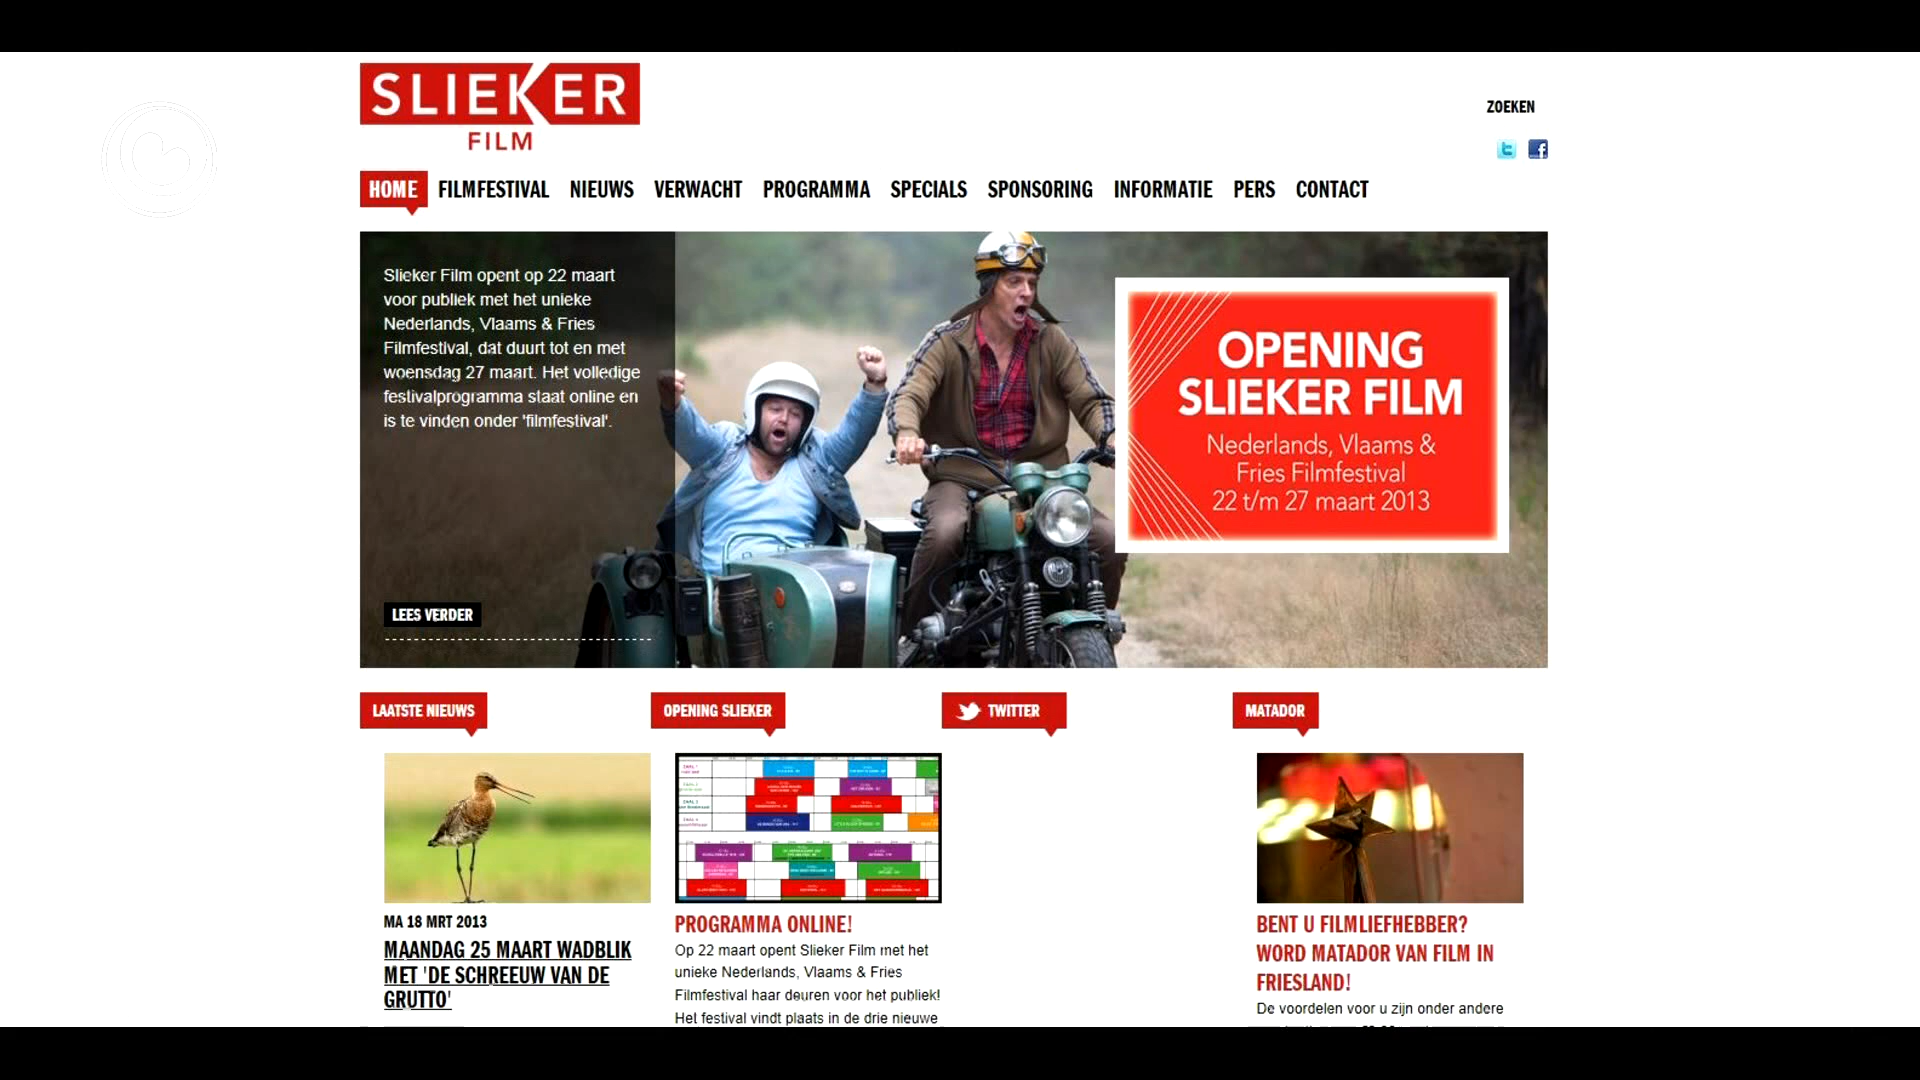 SLIEKER
FILM
ZOEKEN
HOME FILMFESTIVAL NIEUWS VERWACHT PROGRAMMA SPECIALS SPONSORING INFORMATIE PERS CONTACT
Slieker Film opent op 22 maart
voor publiek met het unieke
Nederlands, Vlaams & Fries
Filmfestival, dat duurt tot en met
woensdag 27 maart. Het volledige
festivalprogramma staat online en
is te vinden onder 'filmfestival'.
LEES VERDER
OPENING
SLIEKER FILM
Nederlands, Vlaams &
Fries Filmfestival
22 t/m 27 maart 2013
LAATSTE NIEUWS
MA 18 MRT 2013
MAANDAG 25 MAART WADBLIK
MET 'DE SCHREEUW VAN DE
GRUTTO'
OPENING SLIEKER
PROGRAMMA ONLINE!
Op 22 maart opent Slieker Film met het
unieke Nederlands, Vlaams & Fries
Filmfestival haar deuren voor het publiek!
Het festival vindt plaats in de drie nieuwe
TWITTER
MATADOR
BENT U FILMLIEFHEBBER?
WORD MATADOR VAN FILM IN
FRIESLAND!
De voordelen voor u zijn onder andere